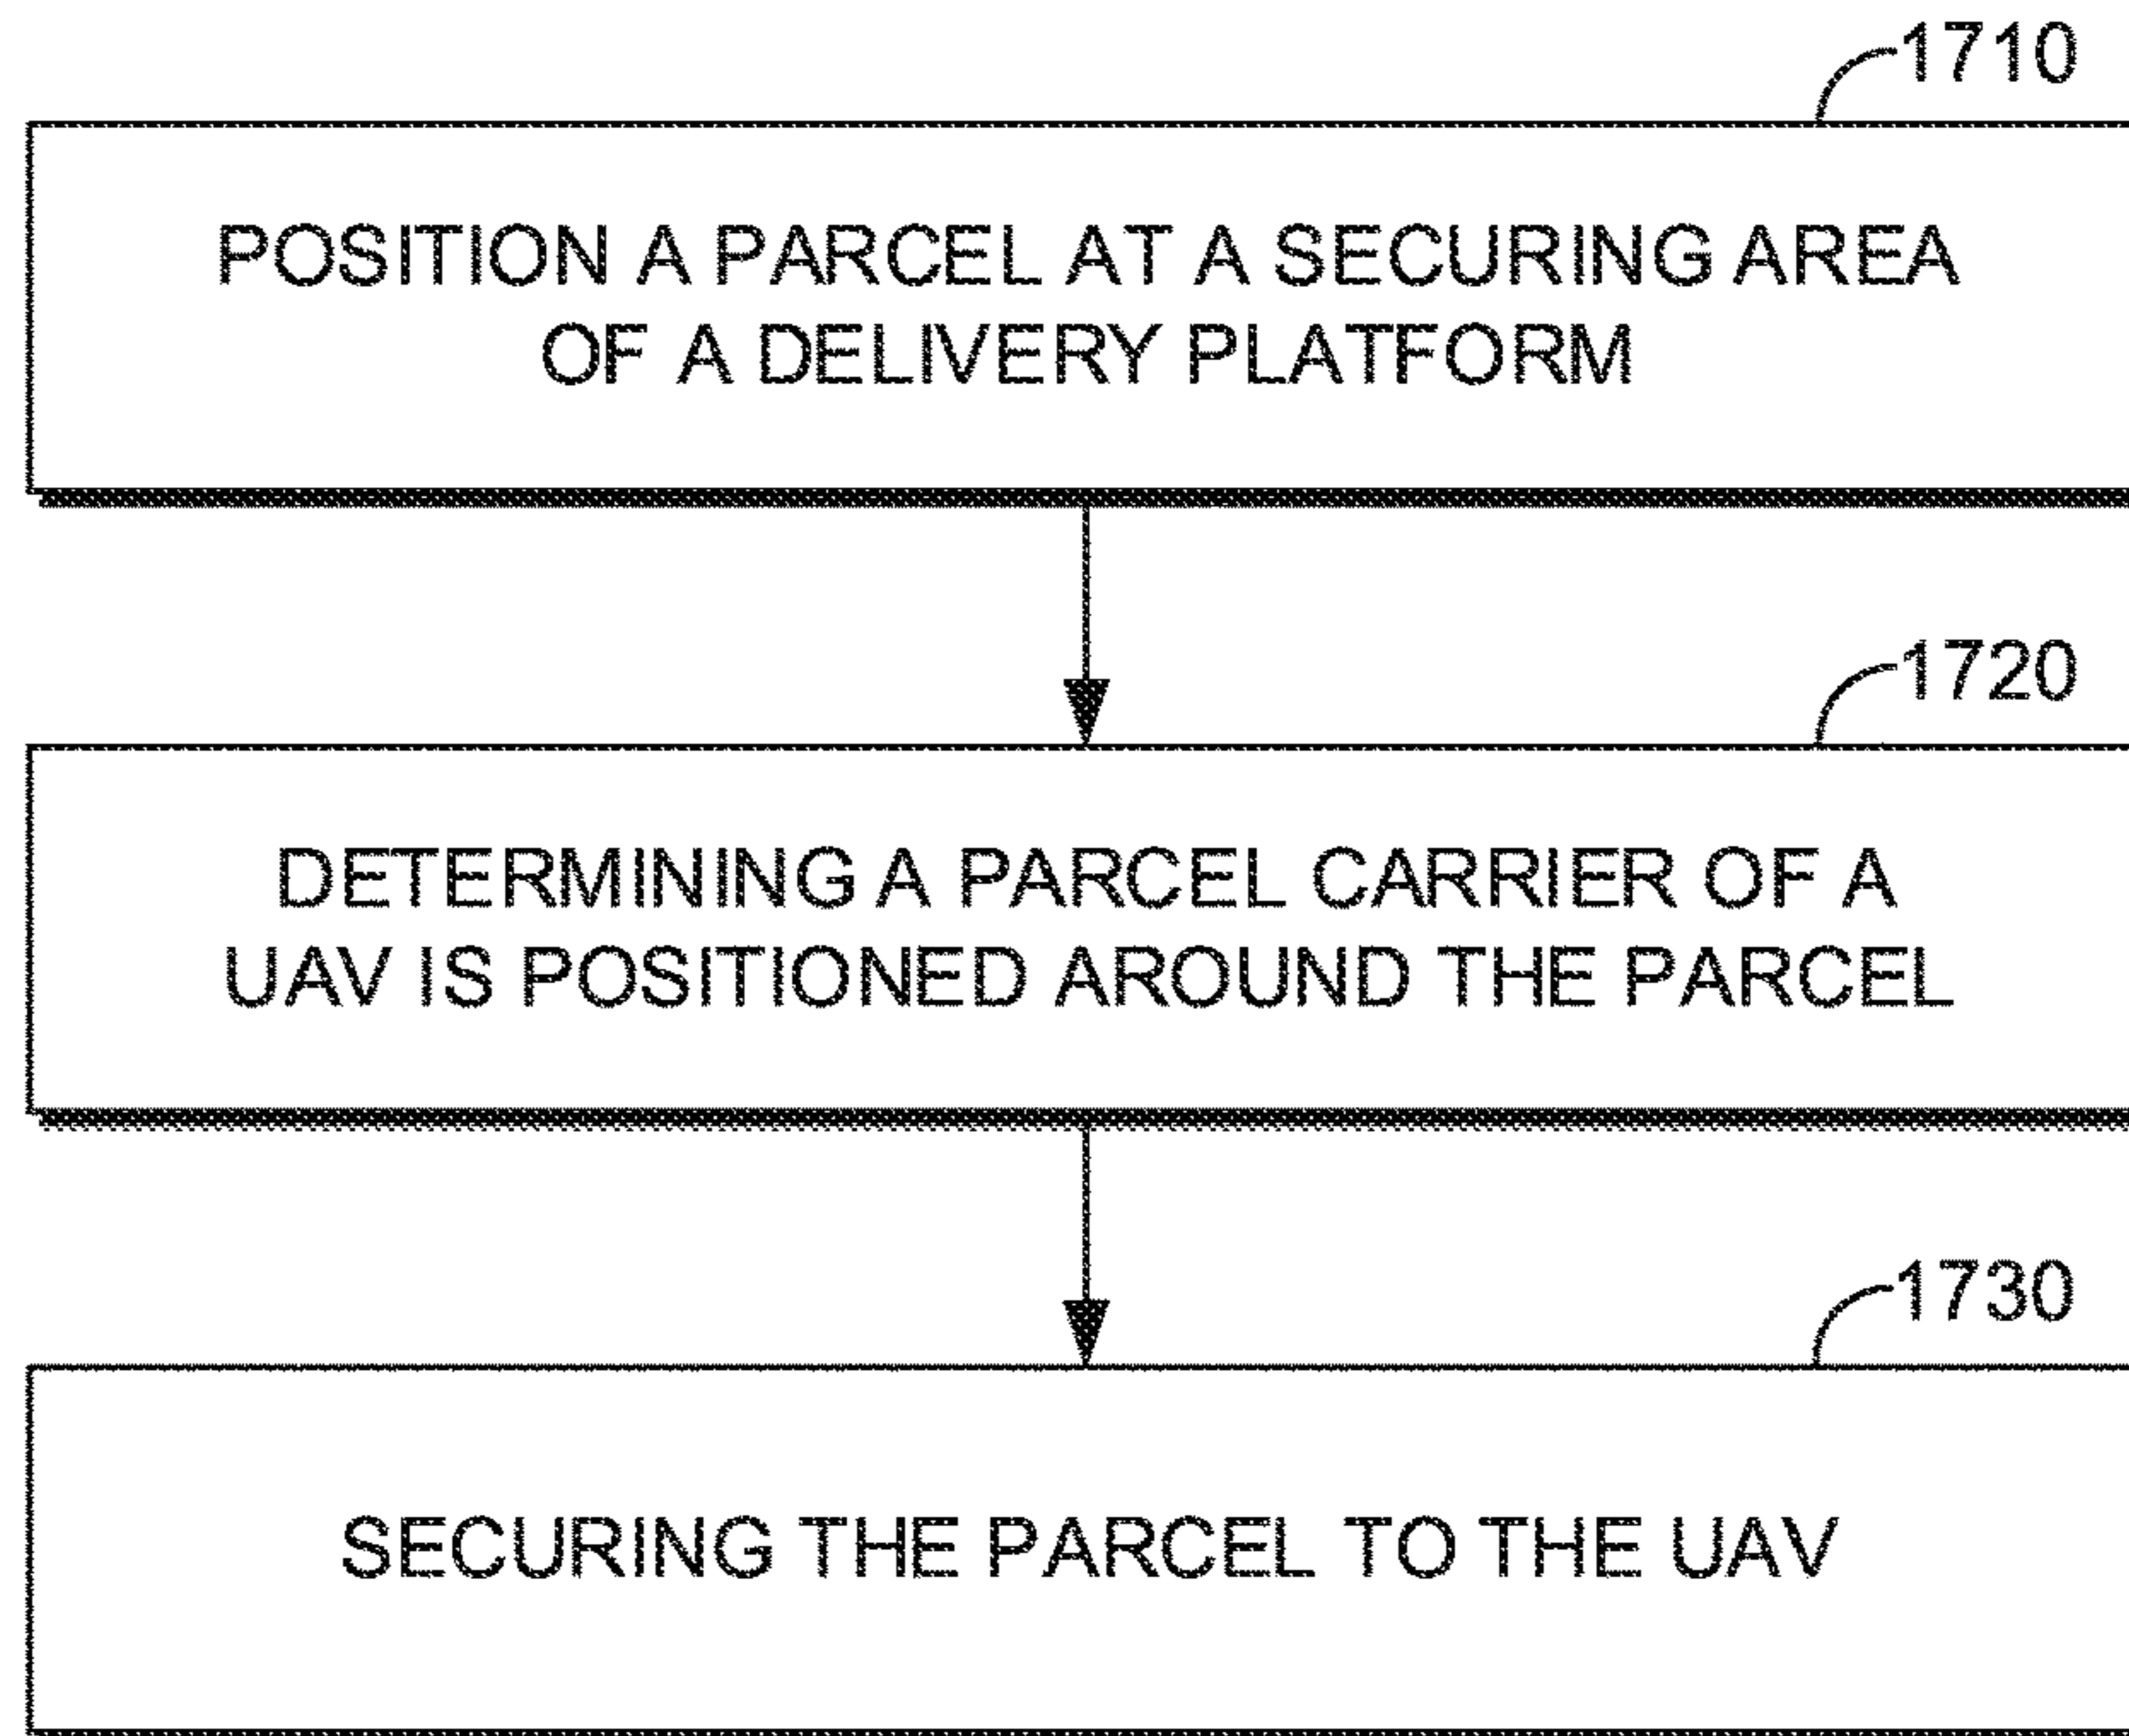 1710
POSITION A PARCEL AT A SECURING AREA
OF A DELIVERY PLATFORM
1720
DETERMINING A PARCEL CARRIER OF A
UAV IS POSITIONED AROUND THE PARCEL
1730
SECURING THE PARCEL TO THE UAV